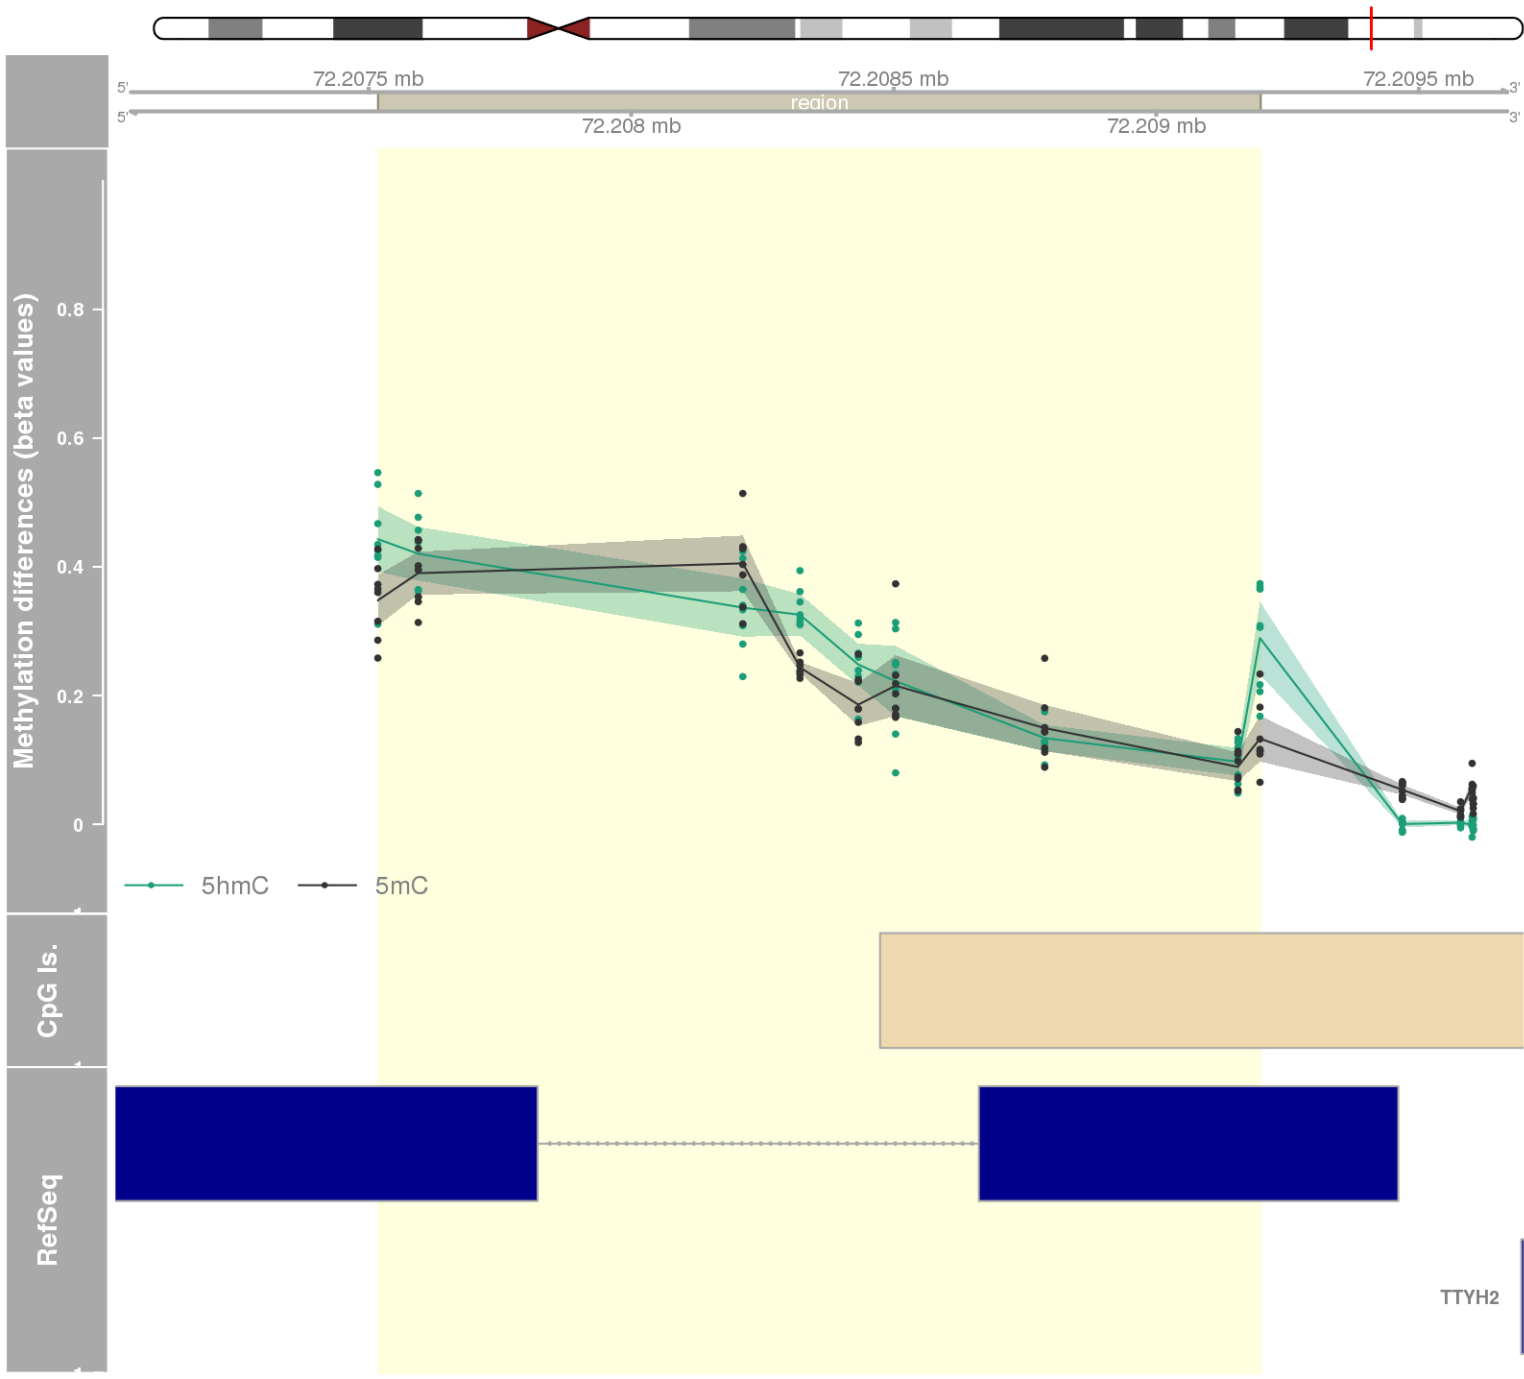 72.2075 mb 72.2085 mb 72.2095 mb
5' 3'
region
5' 3'
72.208 mb 72.209 mb
Methylation differences (beta values)
0.8
0.6
0.4
0.2
0
5hmC 5mC
CpG Is.
RefSeq
TTYH2